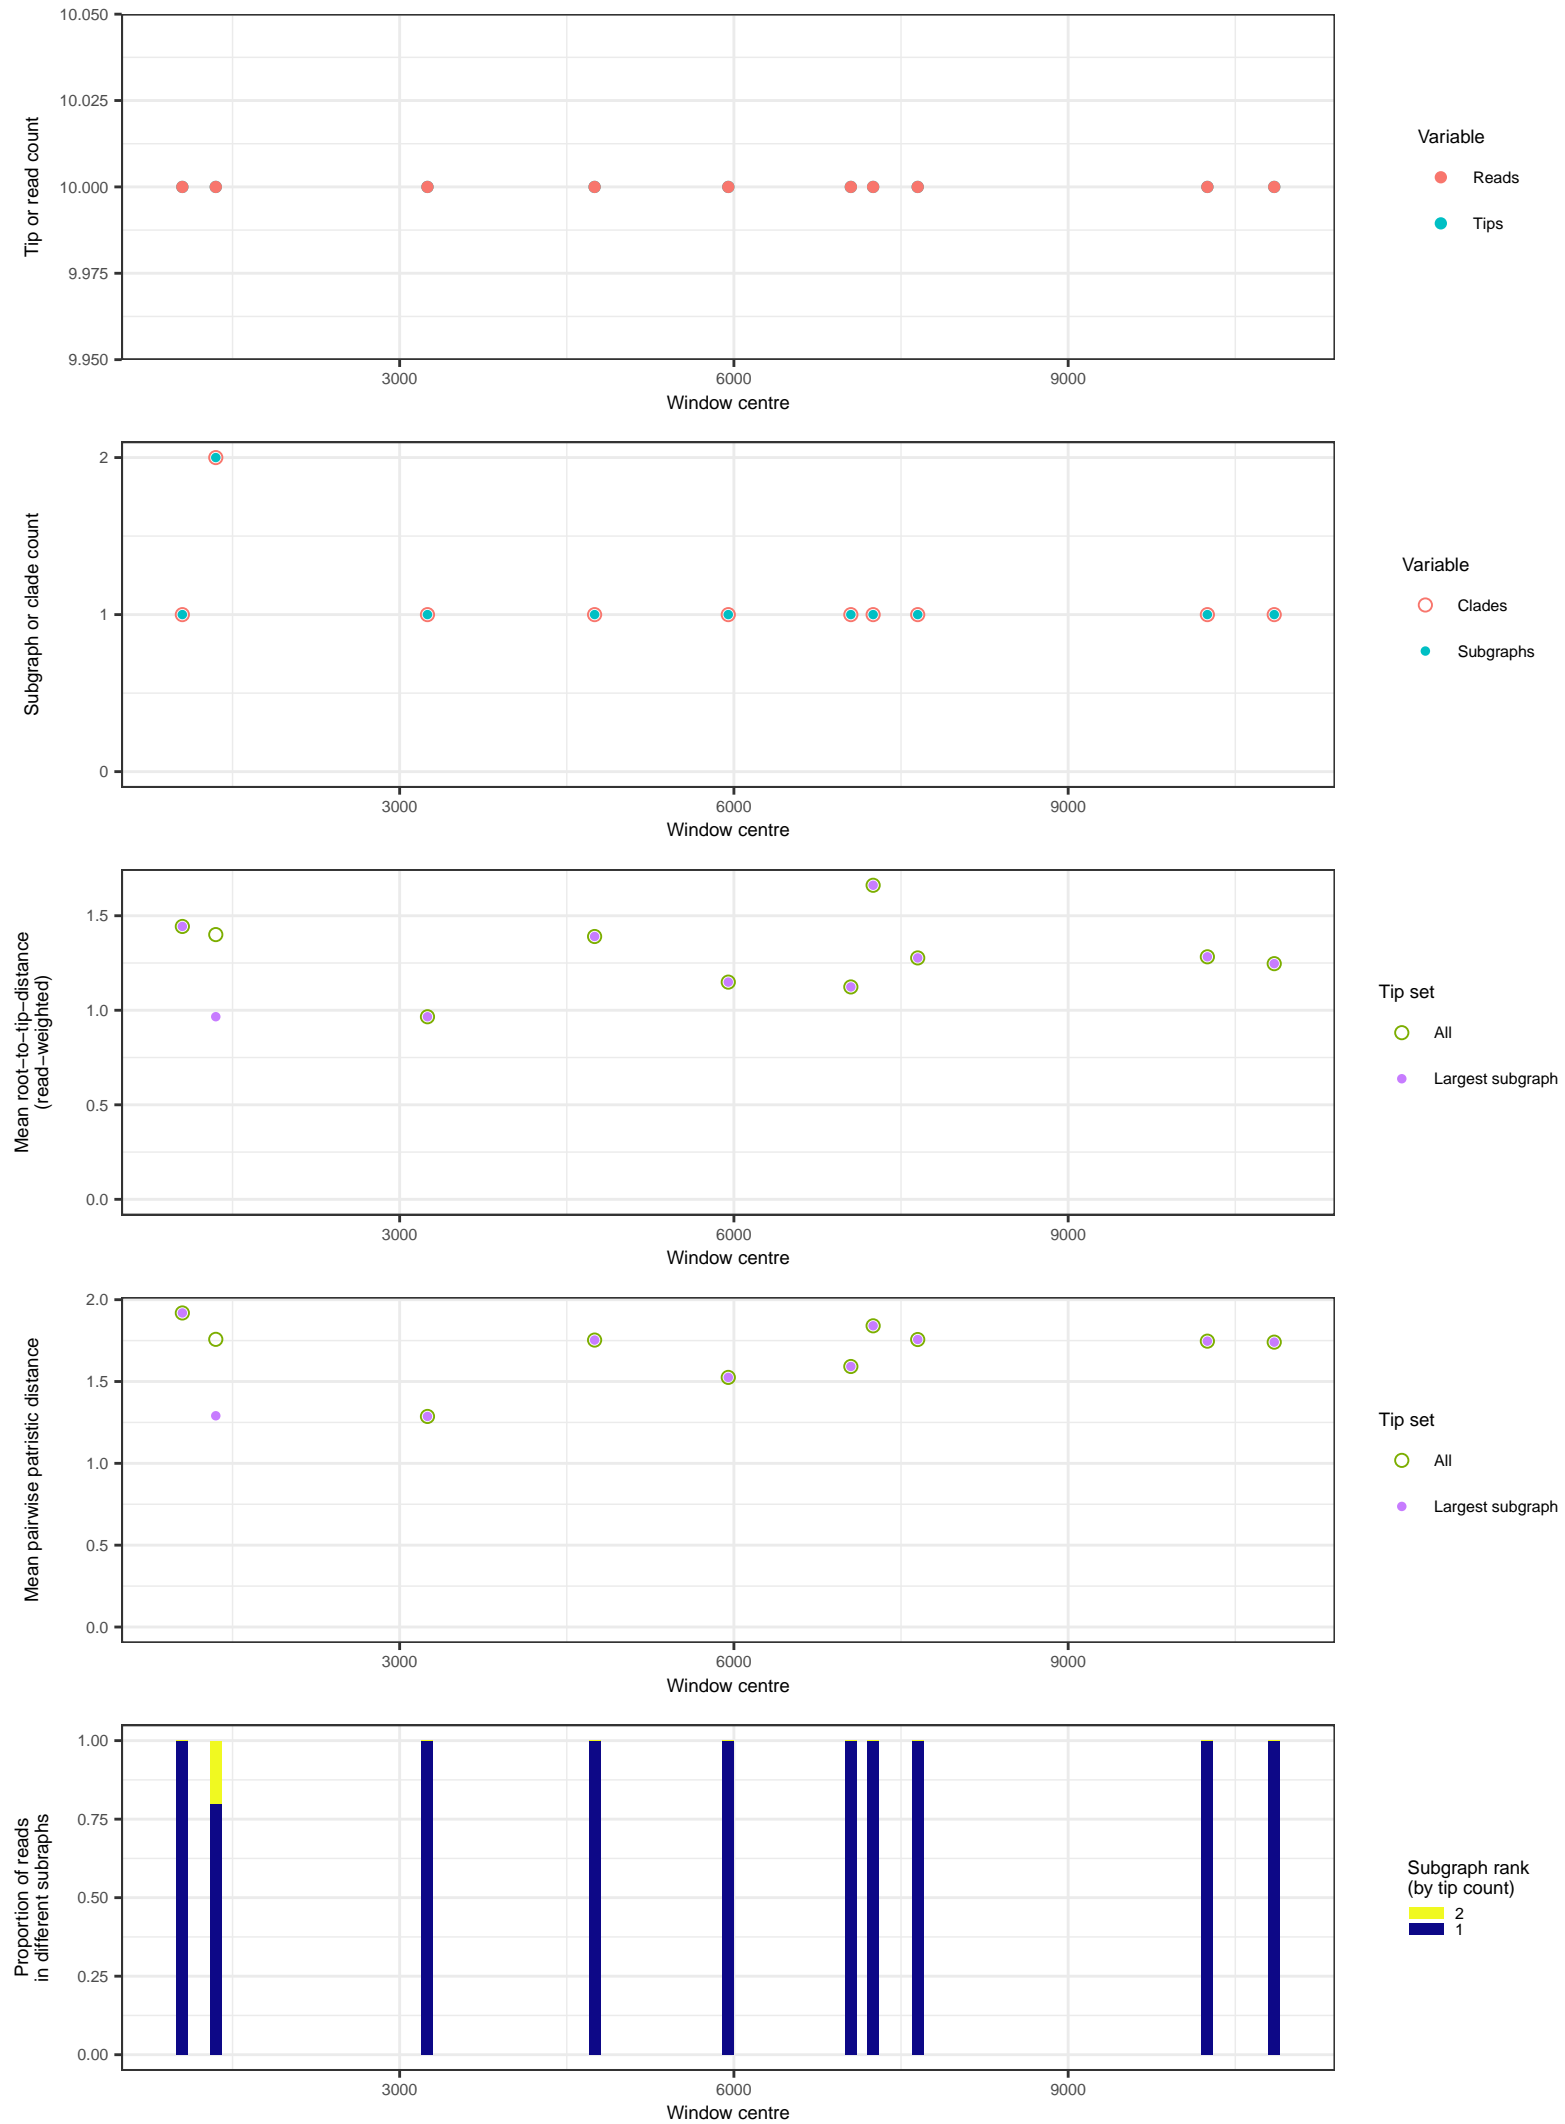 10.050
10.025
10.000
9.975
9.950
Tip or read count
3000 6000 9000
Window centre
Variable
Reads
Tips
2
1
0
Subgraph or clade count
3000 6000 9000
Window centre
Variable
Clades
Subgraphs
1.5
1.0
0.5
0.0
Mean root−to−tip−distance
(read−weighted)
3000 6000 9000
Window centre
Tip set
All
Largest subgraph
2.0
1.5
1.0
0.5
0.0
Mean pairwise patristic distance
3000 6000 9000
Window centre
Tip set
All
Largest subgraph
1.00
0.75
0.50
0.25
0.00
Proportion of reads
in different subraphs
3000 6000 9000
Window centre
Subgraph rank
(by tip count)
2
1